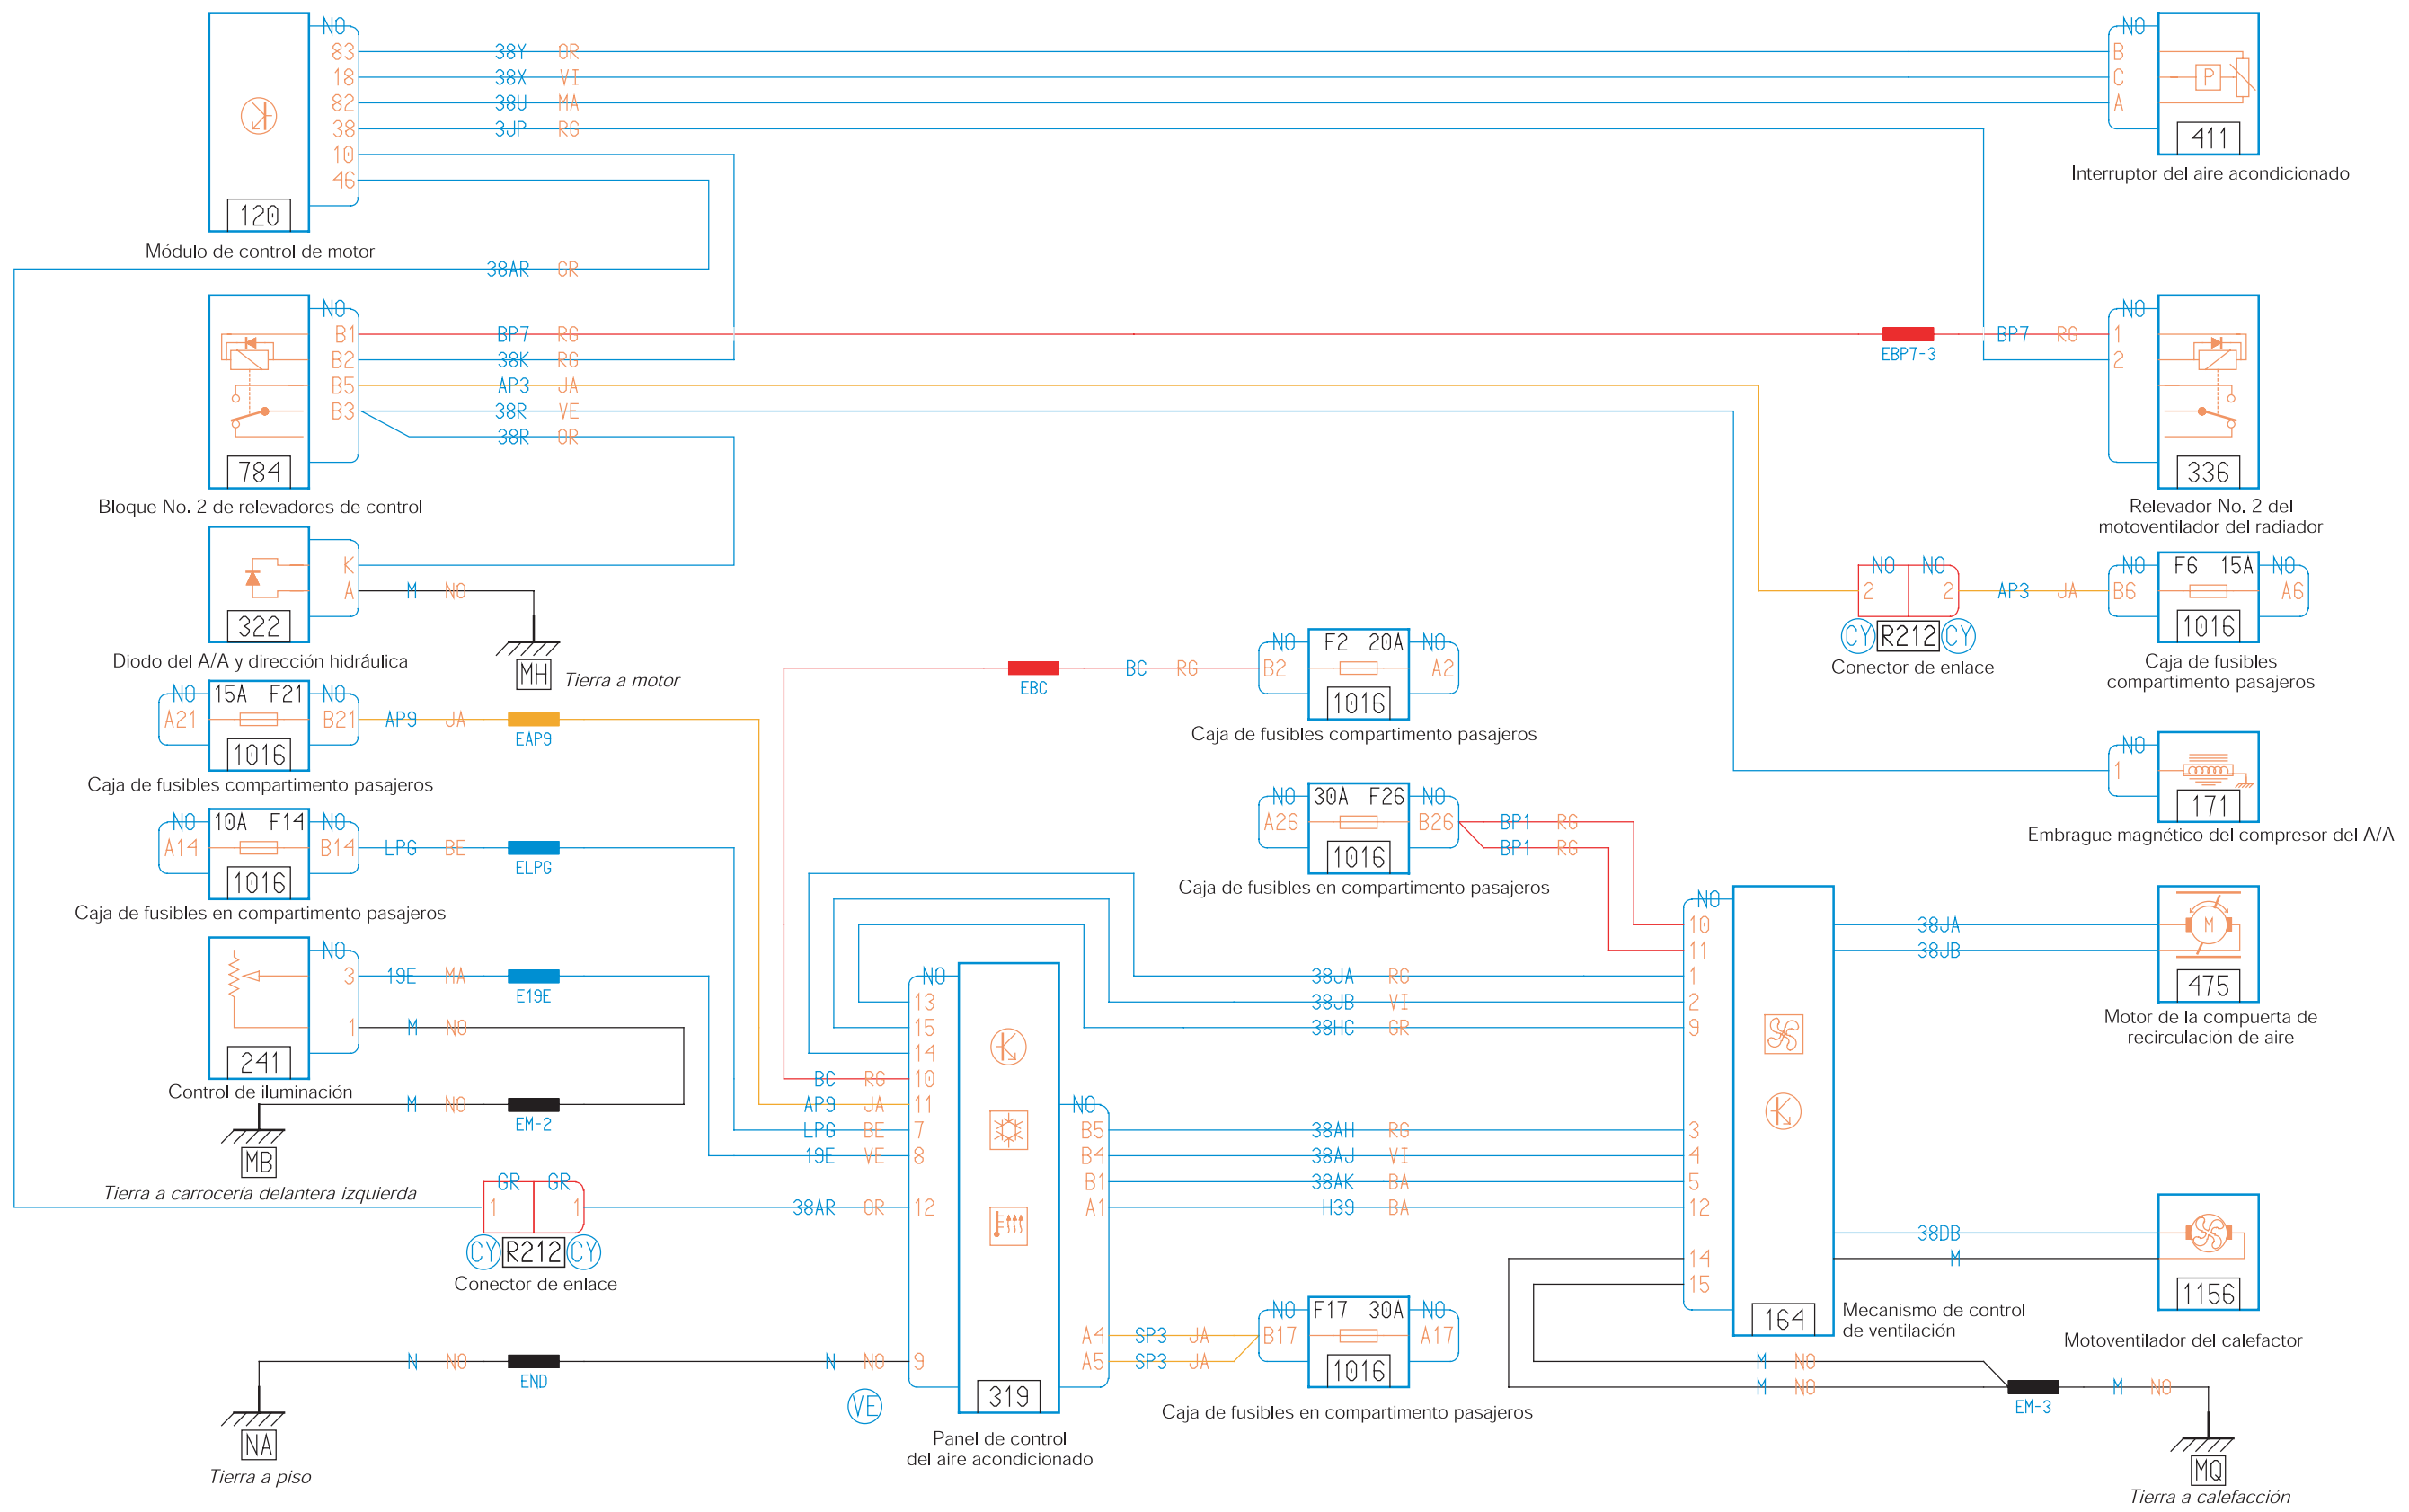 NO
83 38Y OR
18 38X VI
82 38U MA
38 3JP RG
10
46
120
Módulo de control de motor
38AR GR
NO
B
C
A
P
411
Interruptor del aire acondicionado
NO
B1 BP7 RG
B2 38K RG
B5 AP3 JA
B3 38R VE
38R OR
784
Bloque No. 2 de relevadores de control
EBP7-3
BP7 RG
NO
1
2
336
Relevador No. 2 del
motoventilador del radiador
K
A M NO
322
Diodo del A/A y dirección hidráulica
MH
Tierra a motor
NO NO
2 2
CY R212 CY
Conector de enlace
AP3 JA
NO F6 15A NO
B6 A6
1016
Caja de fusibles
compartimento pasajeros
NO 15A F21 NO
A21 B21 AP9 JA
EAP9
1016
Caja de fusibles compartimento pasajeros
EBC
BC RG
NO F2 20A NO
B2 A2
1016
Caja de fusibles compartimento pasajeros
NO
1
171
Embrague magnético del compresor del A/A
NO 10A F14 NO
A14 B14 LPG BE
ELPG
1016
Caja de fusibles en compartimento pasajeros
NO 30A F26 NO
A26 B26 BP1 RG
BP1 RG
1016
Caja de fusibles en compartimento pasajeros
NO
3 19E MA
E19E
1 M NO
241
Control de iluminación
M NO
EM-2
MB
Tierra a carrocería delantera izquierda
GR GR
1 1
CY R212 CY
Conector de enlace
N NO
END
NA
Tierra a piso
NO
13
15
14
BC RG 10
AP9 JA 11
LPG BE 7
19E VE 8
38AR OR 12
N NO 9
VE
319
Panel de control
del aire acondicionado
38JA RG
38JB VI
38HC GR
NO
B5 38AH RG
B4 38AJ VI
B1 38AK BA
A1 H39 BA
A4 SP3 JA
A5 SP3 JA
NO F17 30A NO
B17 A17
1016
Caja de fusibles en compartimento pasajeros
NO
10
11
1
2
9
3
4
5
12
14
15
164
Mecanismo de control
de ventilación
38JA
38JB
M
475
Motor de la compuerta de
recirculación de aire
38DB
M
1156
Motoventilador del calefactor
M NO
M NO
EM-3
M NO
MQ
Tierra a calefacción